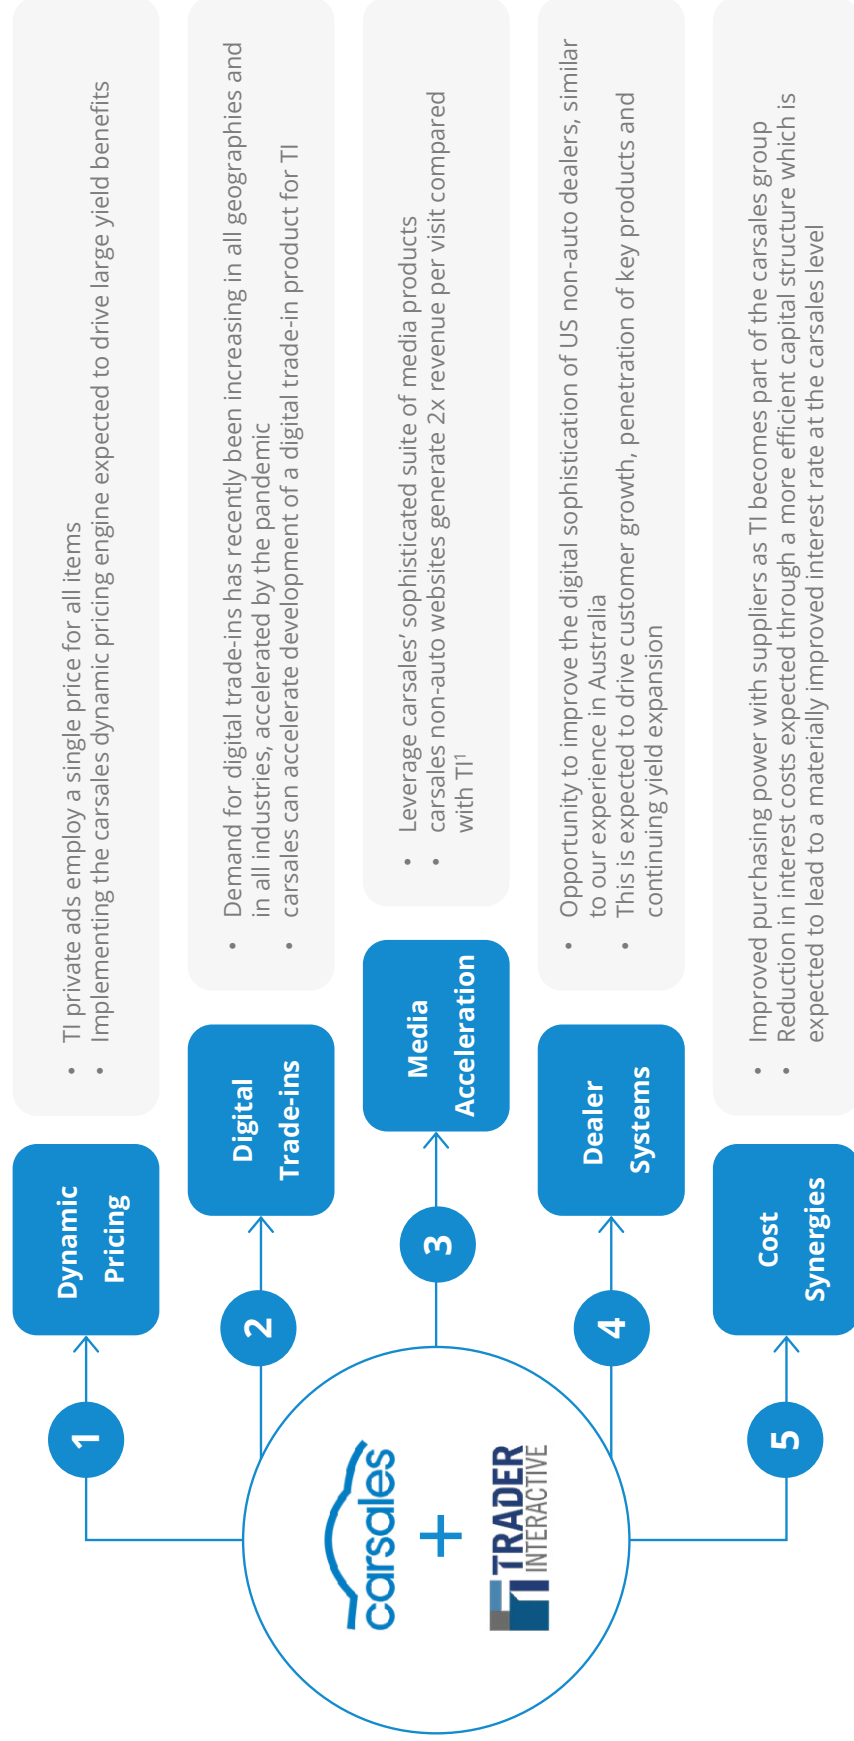 carsales
+
TRADER
INTERACTIVE
1
Dynamic
Pricing
• TI private ads employ a single price for all items
• Implementing the carsales dynamic pricing engine expected to drive large yield benefits
2
Digital
Trade-ins
• Demand for digital trade-ins has recently been increasing in all geographies and
in all industries, accelerated by the pandemic
• carsales can accelerate development of a digital trade-in product for TI
3
Media
Acceleration
• Leverage carsales’ sophisticated suite of media products
• carsales non-auto websites generate 2x revenue per visit compared
with TI¹
4
Dealer
Systems
• Opportunity to improve the digital sophistication of US non-auto dealers, similar
to our experience in Australia
• This is expected to drive customer growth, penetration of key products and
continuing yield expansion
5
Cost
Synergies
• Improved purchasing power with suppliers as TI becomes part of the carsales group
• Reduction in interest costs expected through a more efficient capital structure which is
expected to lead to a materially improved interest rate at the carsales level